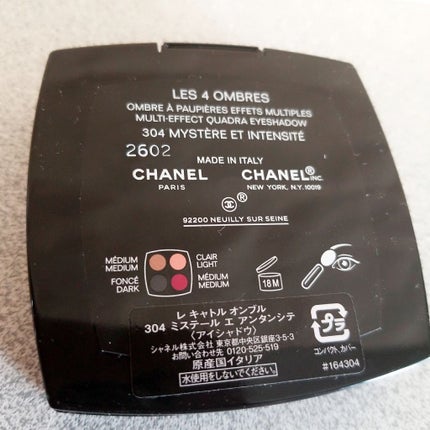 LES 4 OMBRES
OMBRE À PAUPIÈRES EFFETS MULTIPLES
MULTI-EFFECT QUADRA EYESHADOW
304 MYSTÈRE ET INTENSITÉ
2602
MADE IN ITALY
CHANEL CHANEL® INC.
PARIS NEW YORK, N.Y. 10019
®
92200 NEUILLY SUR SEINE
MÉDIUM CLAIR
MEDIUM LIGHT
FONCÉ MÉDIUM
DARK MEDIUM
18 M
レ キャトル オンブル
304 ミステール エ アンタンシテ
(アイシャドウ)
シャネル株式会社 東京都中央区銀座3-5-3
お問い合わせ先 0120-525-519
原産国イタリア
水使用をしないでください。
プラ
コンパクト、カバー
#164304